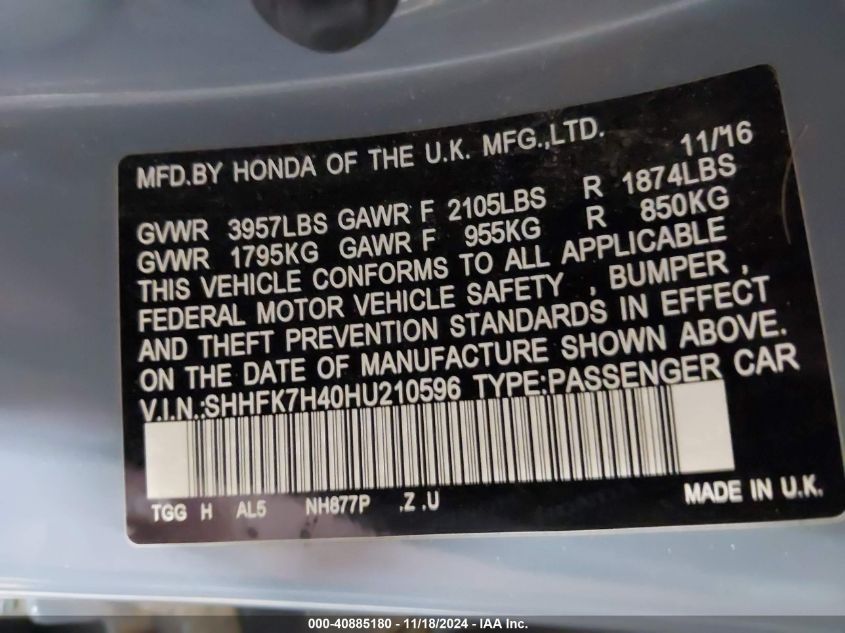 MFD.BY HONDA OF THE U.K. MFG.,LTD. 11/16
GVWR 3957LBS GAWR F 2105LBS R 1874LBS
GVWR 1795KG GAWR F 955KG R 850KG
THIS VEHICLE CONFORMS TO ALL APPLICABLE
FEDERAL MOTOR VEHICLE SAFETY , BUMPER ,
AND THEFT PREVENTION STANDARDS IN EFFECT
ON THE DATE OF MANUFACTURE SHOWN ABOVE.
V.I.N.:SHHFK7H40HU210596 TYPE:PASSENGER CAR
TGG H AL5 NH877P .Z .U MADE IN U.K.
000-40885180 - 11/18/2024 - IAA Inc.